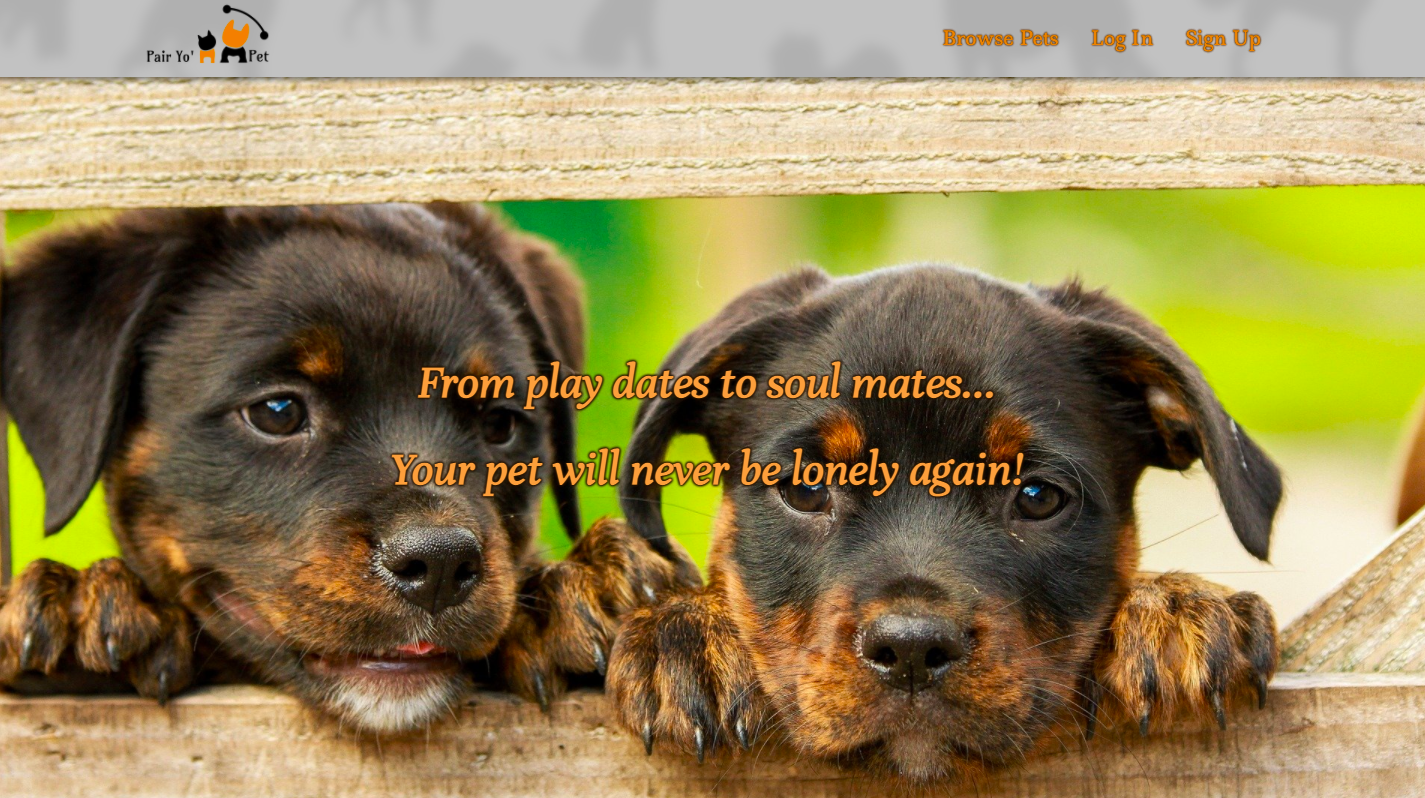 Pair Yo' Pet
Browse Pets Log In Sign Up
From play dates to soul mates...
Your pet will never be lonely again!